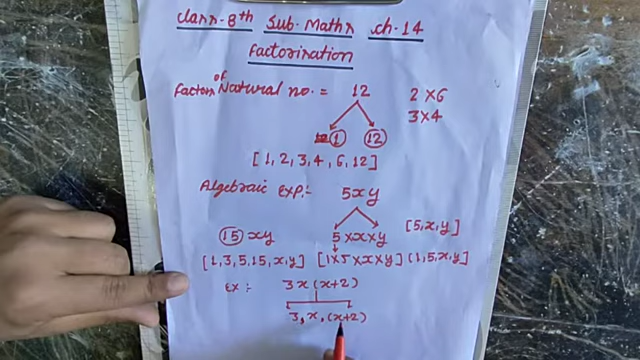 Class-8th Sub-Maths Ch-14
Factorisation
Factors of Natural no. = 12 2×6
3×4
1 12
[1, 2, 3, 4, 6, 12]
Algebraic Exp:- 5xy
15 xy 5×x×y [5, x, y]
[1, 3, 5, 15, x, y] [1×5×x×y] (1, 5, x, y]
Ex :- 3x(x+2)
3, x, (x+2)